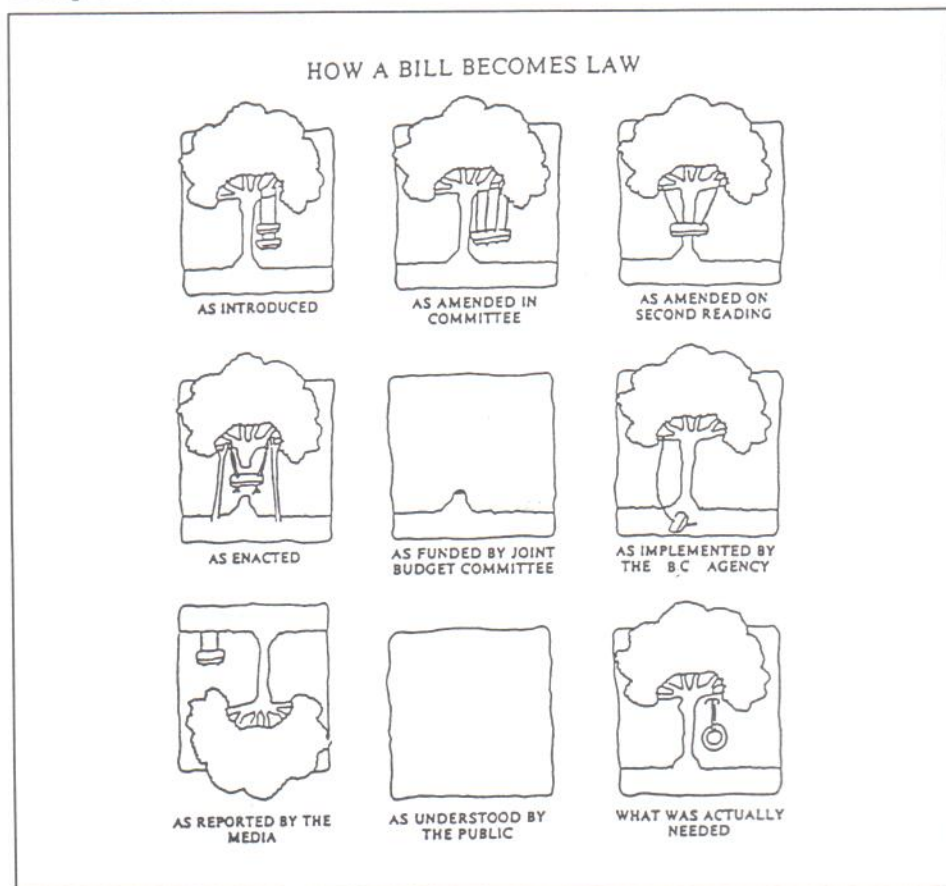 HOW A BILL BECOMES LAW
AS INTRODUCED
AS AMENDED IN
COMMITTEE
AS AMENDED ON
SECOND READING
AS ENACTED
AS FUNDED BY JOINT
BUDGET COMMITTEE
AS IMPLEMENTED BY
THE B C AGENCY
AS REPORTED BY THE
MEDIA
AS UNDERSTOOD BY
THE PUBLIC
WHAT WAS ACTUALLY
NEEDED